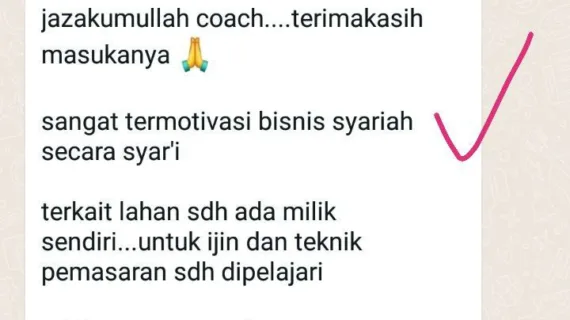 jazakumullah coach....terimakasih
masukanya 🙏
sangat termotivasi bisnis syariah
secara syar'i
terkait lahan sdh ada milik
sendiri...untuk ijin dan teknik
pemasaran sdh dipelajari